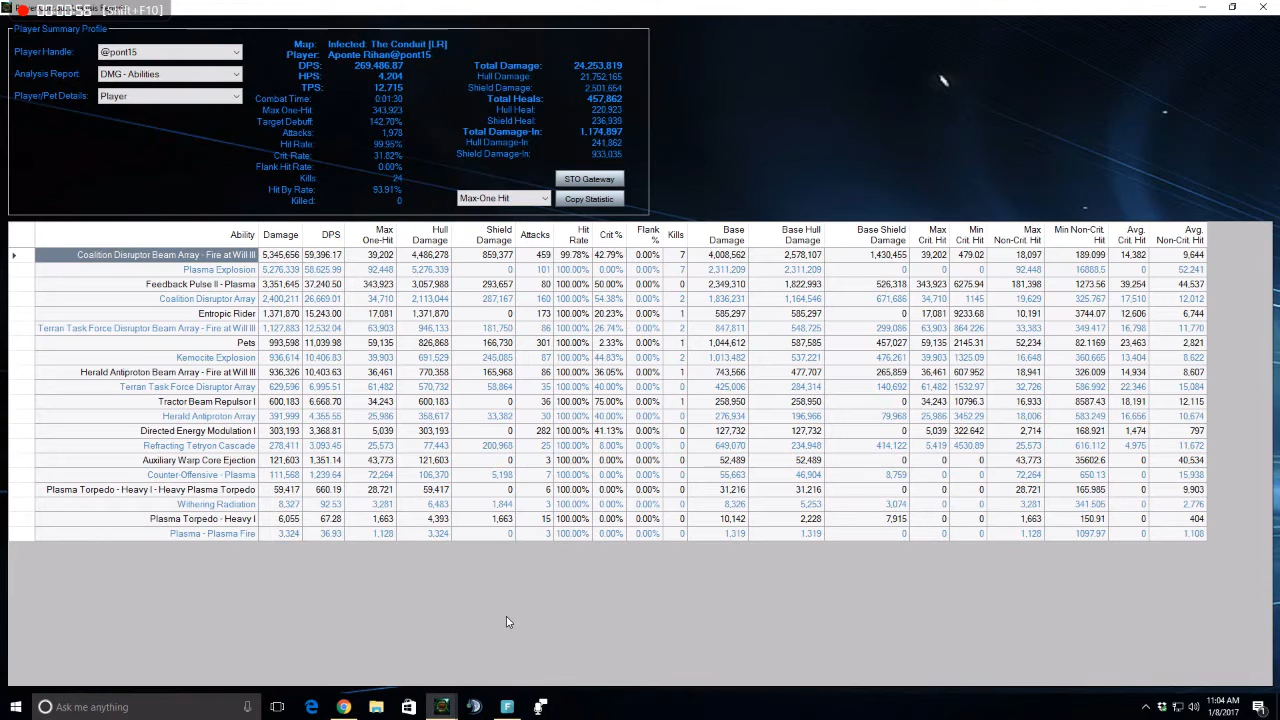 00:00:56 [Shift+F10]
Player Summary Profile
Player Handle: @pont15
Analysis Report: DMG - Abilities
Player/Pet Details: Player
Map: Infected: The Conduit [LR]
Player: Aponte Rihan@pont15
DPS: 269,486.87
HPS: 4,204
TPS: 12,715
Combat Time: 0:01:30
Max One-Hit: 343,923
Target Debuff: 142.70%
Attacks: 1,978
Hit Rate: 99.95%
Crit-Rate: 31.82%
Flank Hit Rate: 0.00%
Kills: 24
Hit By Rate: 93.91%
Killed: 0
Total Damage: 24,253,819
Hull Damage: 21,752,165
Shield Damage: 2,501,654
Total Heals: 457,862
Hull Heal: 220,923
Shield Heal: 236,939
Total Damage-In: 1,174,897
Hull Damage-In: 241,862
Shield Damage-In: 933,035
STO Gateway
Max-One Hit Copy Statistic
Ability Damage DPS Max One-Hit Hull Damage Shield Damage Attacks Hit Rate Crit % Flank % Kills Base Damage Base Hull Damage Base Shield Damage Max Crit. Hit Min Crit. Hit Max Non-Crit. Hit Min Non-Crit. Hit Avg. Crit. Hit Avg. Non-Crit. Hit
Coalition Disruptor Beam Array - Fire at Will III 5,345,656 59,396.17 39,202 4,486,278 859,377 459 99.78% 42.79% 0.00% 7 4,008,562 2,578,107 1,430,455 39,202 479.02 18,097 189.099 14,382 9,644
Plasma Explosion 5,276,339 58,625.99 92,448 5,276,339 0 101 100.00% 0.00% 0.00% 7 2,311,209 2,311,209 0 0 0 92,448 16888.5 0 52,241
Feedback Pulse II - Plasma 3,351,645 37,240.50 343,923 3,057,988 293,657 80 100.00% 50.00% 0.00% 2 2,349,310 1,822,993 526,318 343,923 6275.94 181,398 1273.56 39,254 44,537
Coalition Disruptor Array 2,400,211 26,669.01 34,710 2,113,044 287,167 160 100.00% 54.38% 0.00% 2 1,836,231 1,164,546 671,686 34,710 1145 19,629 325.767 17,510 12,012
Entropic Rider 1,371,870 15,243.00 17,081 1,371,870 0 173 100.00% 20.23% 0.00% 1 585,297 585,297 0 17,081 9233.68 10,191 3744.07 12,606 6,744
Terran Task Force Disruptor Beam Array - Fire at Will III 1,127,883 12,532.04 63,903 946,133 181,750 86 100.00% 26.74% 0.00% 1 847,811 548,725 299,086 63,903 864.226 33,383 349.417 16,798 11,770
Pets 993,598 11,039.98 59,135 826,868 166,730 301 100.00% 2.33% 0.00% 1 1,044,612 587,585 457,027 59,135 2145.31 52,234 82.1169 23,463 2,821
Kemocite Explosion 936,614 10,406.83 39,903 691,529 245,085 87 100.00% 44.83% 0.00% 2 1,013,482 537,221 476,261 39,903 1325.09 16,648 360.665 13,404 8,622
Herald Antiproton Beam Array - Fire at Will III 936,326 10,403.63 36,461 770,358 165,968 86 100.00% 36.05% 0.00% 1 743,566 477,707 265,859 36,461 607.952 18,941 326.009 14,934 8,607
Terran Task Force Disruptor Array 629,596 6,995.51 61,482 570,732 58,864 35 100.00% 40.00% 0.00% 0 425,006 284,314 140,692 61,482 1532.97 32,726 586.992 22,346 15,084
Tractor Beam Repulsor I 600,183 6,668.70 34,243 600,183 0 36 100.00% 75.00% 0.00% 1 258,950 258,950 0 34,243 10796.3 16,943 8587.43 18,191 12,115
Herald Antiproton Array 391,999 4,355.55 25,986 358,617 33,382 30 100.00% 40.00% 0.00% 0 276,934 196,966 79,968 25,986 3452.29 18,006 583.249 16,656 10,674
Directed Energy Modulation I 303,193 3,368.81 5,039 303,193 0 282 100.00% 41.13% 0.00% 0 127,732 127,732 0 5,039 322.642 2,714 168.921 1,474 797
Refracting Tetryon Cascade 278,411 3,093.45 25,573 77,443 200,968 25 100.00% 8.00% 0.00% 0 649,070 234,948 414,122 5,419 4530.89 25,573 616.112 4,975 11,672
Auxiliary Warp Core Ejection 121,603 1,351.14 43,773 121,603 0 3 100.00% 0.00% 0.00% 0 52,489 52,489 0 0 0 43,773 35602.6 0 40,534
Counter-Offensive - Plasma 111,568 1,239.64 72,264 106,370 5,198 7 100.00% 0.00% 0.00% 0 55,663 46,904 8,759 0 0 72,264 650.13 0 15,938
Plasma Torpedo - Heavy I - Heavy Plasma Torpedo 59,417 660.19 28,721 59,417 0 6 100.00% 0.00% 0.00% 0 31,216 31,216 0 0 0 28,721 165.985 0 9,903
Withering Radiation 8,327 92.53 3,281 6,483 1,844 3 100.00% 0.00% 0.00% 0 8,326 5,253 3,074 0 0 3,281 341.505 0 2,776
Plasma Torpedo - Heavy I 6,055 67.28 1,663 4,393 1,663 15 100.00% 0.00% 0.00% 0 10,142 2,228 7,915 0 0 1,663 150.91 0 404
Plasma - Plasma Fire 3,324 36.93 1,128 3,324 0 3 100.00% 0.00% 0.00% 0 1,319 1,319 0 0 0 1,128 1097.97 0 1,108
Ask me anything
11:04 AM
1/8/2017